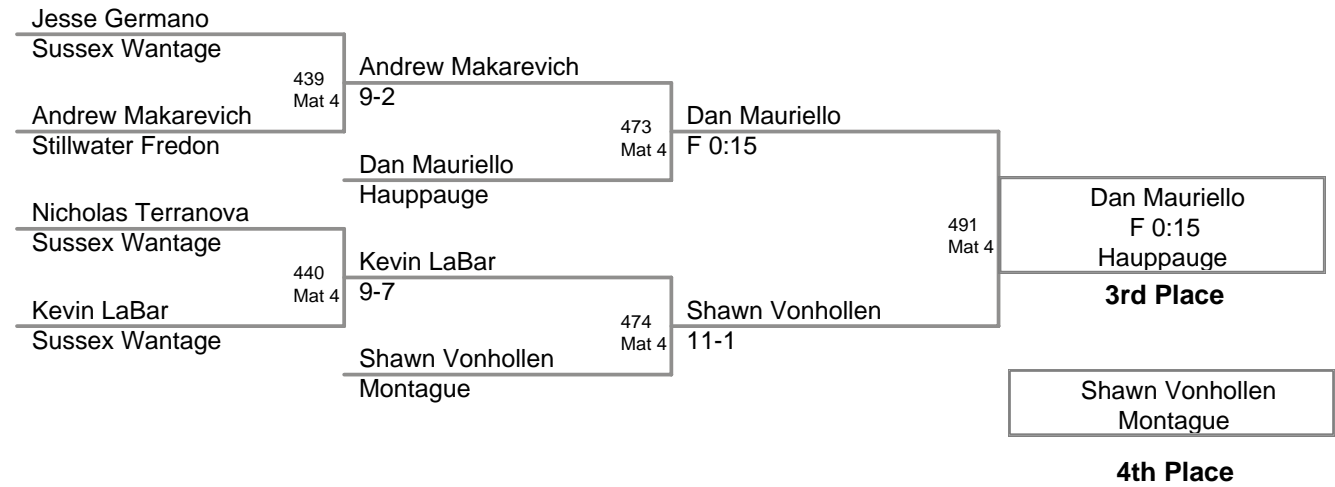 Jesse Germano
Sussex Wantage
439
Mat 4
Andrew Makarevich
9-2
Andrew Makarevich
Stillwater Fredon
473
Mat 4
Dan Mauriello
F 0:15
Dan Mauriello
Hauppauge
Nicholas Terranova
Sussex Wantage
491
Mat 4
Dan Mauriello
F 0:15
Hauppauge
3rd Place
440
Mat 4
Kevin LaBar
9-7
Kevin LaBar
Sussex Wantage
474
Mat 4
Shawn Vonhollen
11-1
Shawn Vonhollen
Montague
Shawn Vonhollen
Montague
4th Place